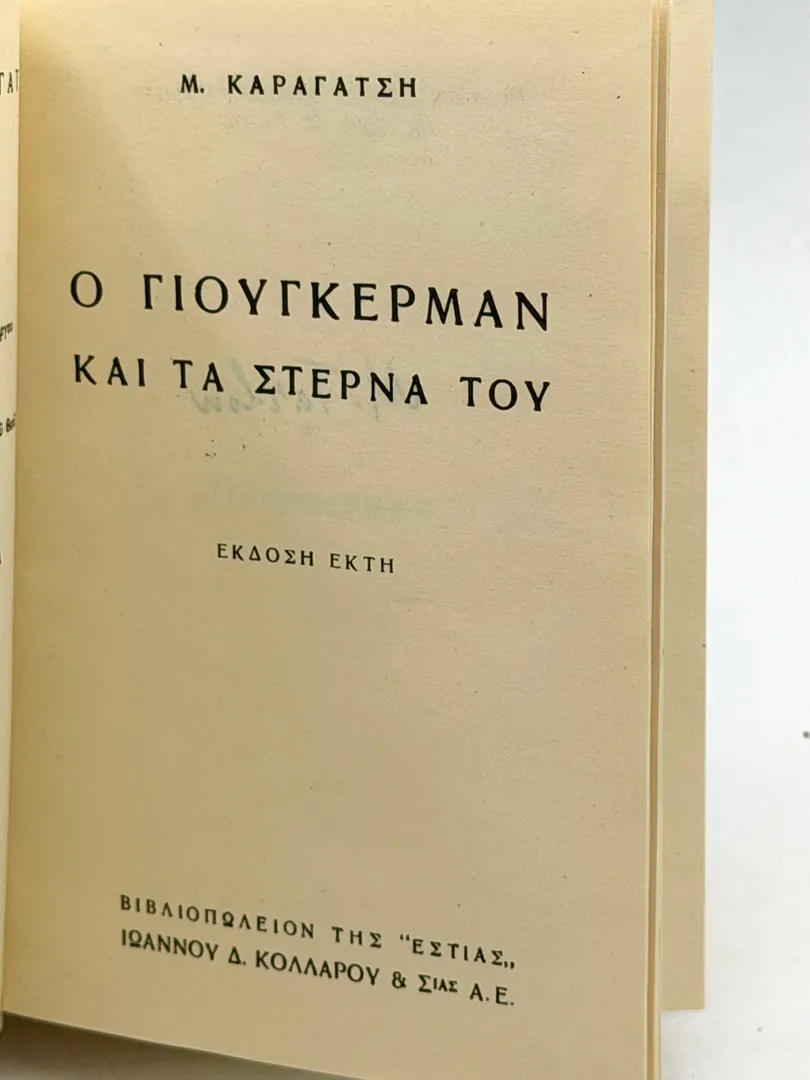 Μ. ΚΑΡΑΓΑΤΣΗ
Ο ΓΙΟΥΓΚΕΡΜΑΝ
ΚΑΙ ΤΑ ΣΤΕΡΝΑ ΤΟΥ
ΕΚΔΟΣΗ ΕΚΤΗ
ΒΙΒΛΙΟΠΩΛΕΙΟΝ ΤΗΣ "ΕΣΤΙΑΣ„
ΙΩΑΝΝΟΥ Δ. ΚΟΛΛΑΡΟΥ & ΣΙΑΣ Α.Ε.